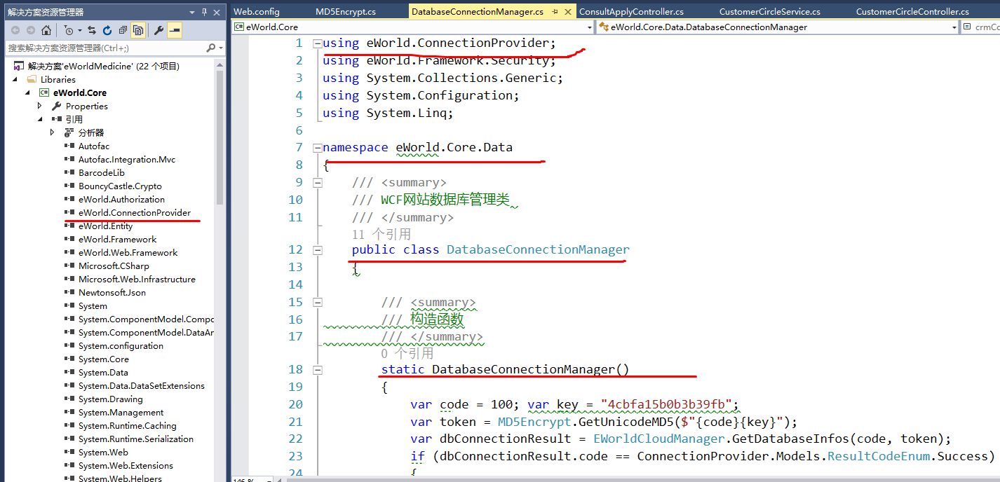 解决方案资源管理器
搜索解决方案资源管理器(Ctrl+;)
解决方案'eWorldMedicine' (22 个项目)
Libraries
eWorld.Core
Properties
引用
分析器
Autofac
Autofac.Integration.Mvc
BarcodeLib
BouncyCastle.Crypto
eWorld.Authorization
eWorld.ConnectionProvider
eWorld.Entity
eWorld.Framework
eWorld.Web.Framework
Microsoft.CSharp
Microsoft.Web.Infrastructure
Newtonsoft.Json
System
System.ComponentModel.Compo
System.ComponentModel.DataAr
System.configuration
System.Core
System.Data
System.Data.DataSetExtensions
System.Drawing
System.Management
System.Runtime.Caching
System.Runtime.Serialization
System.Web
System.Web.Extensions
System.Web.Helpers
Web.config MD5Encrypt.cs DatabaseConnectionManager.cs ConsultApplyController.cs CustomerCircleService.cs CustomerCircleController.cs
C# eWorld.Core eWorld.Core.Data.DatabaseConnectionManager crmCo
1 using eWorld.ConnectionProvider;
2 using eWorld.Framework.Security;
3 using System.Collections.Generic;
4 using System.Configuration;
5 using System.Linq;
6
7 namespace eWorld.Core.Data
8 {
9 /// <summary>
10 /// WCF网站数据库管理类
11 /// </summary>
11 个引用
12 public class DatabaseConnectionManager
13 {
14
15 /// <summary>
16 /// 构造函数
17 /// </summary>
0 个引用
18 static DatabaseConnectionManager()
19 {
20 var code = 100; var key = "4cbfa15b0b3b39fb";
21 var token = MD5Encrypt.GetUnicodeMD5($"{code}{key}");
22 var dbConnectionResult = EWorldCloudManager.GetDatabaseInfos(code, token);
23 if (dbConnectionResult.code == ConnectionProvider.Models.ResultCodeEnum.Success)
24 {
146 %